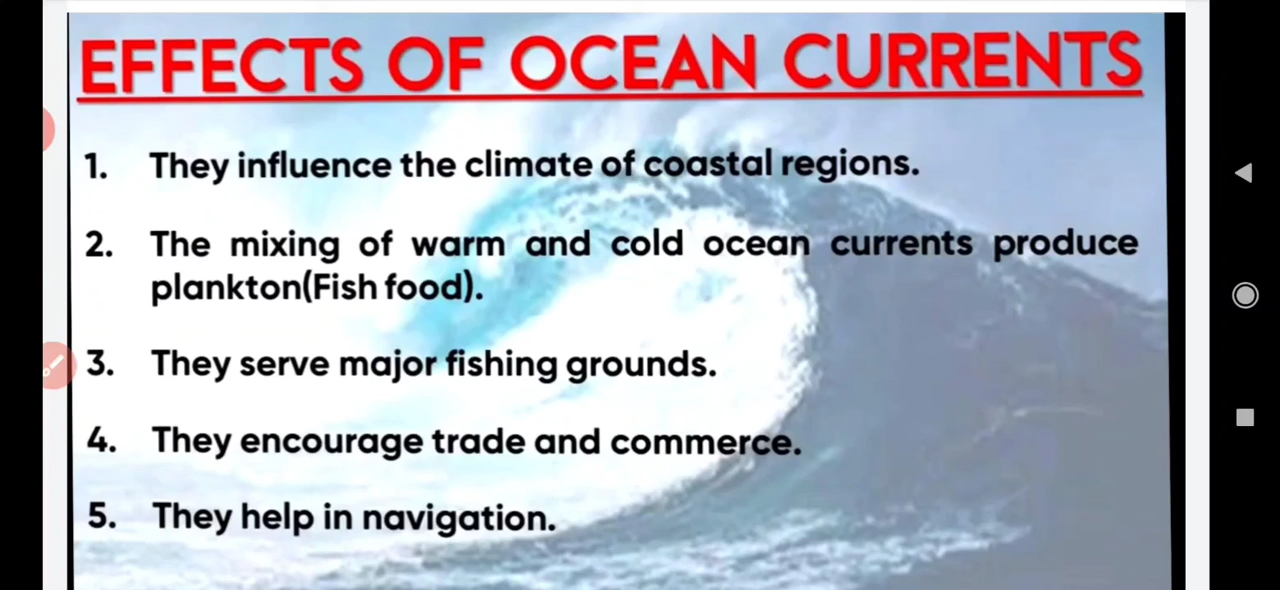 EFFECTS OF OCEAN CURRENTS
1. They influence the climate of coastal regions.
2. The mixing of warm and cold ocean currents produce
plankton(Fish food).
3. They serve major fishing grounds.
4. They encourage trade and commerce.
5. They help in navigation.